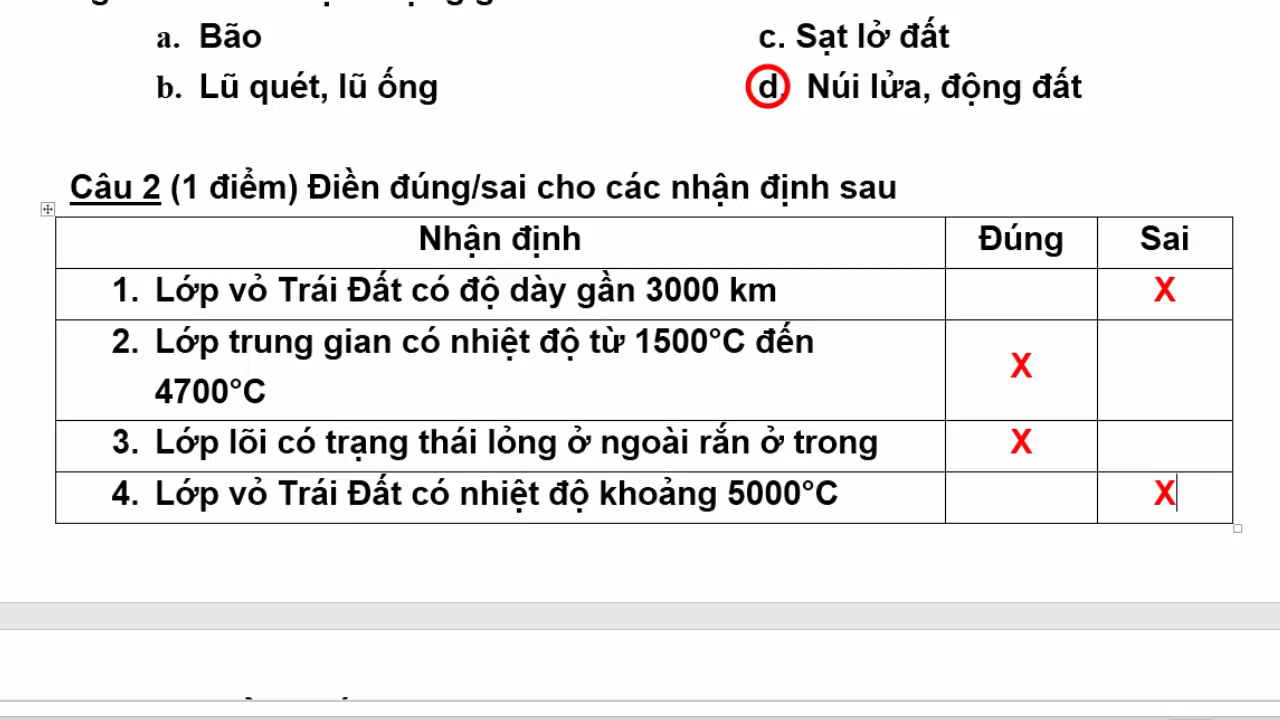 a. Bão
c. Sạt lở đất
b. Lũ quét, lũ ống
d. Núi lửa, động đất
Câu 2 (1 điểm) Điền đúng/sai cho các nhận định sau
Nhận định Đúng Sai
1. Lớp vỏ Trái Đất có độ dày gần 3000 km X
2. Lớp trung gian có nhiệt độ từ 1500°C đến
4700°C X
3. Lớp lõi có trạng thái lỏng ở ngoài rắn ở trong X
4. Lớp vỏ Trái Đất có nhiệt độ khoảng 5000°C X